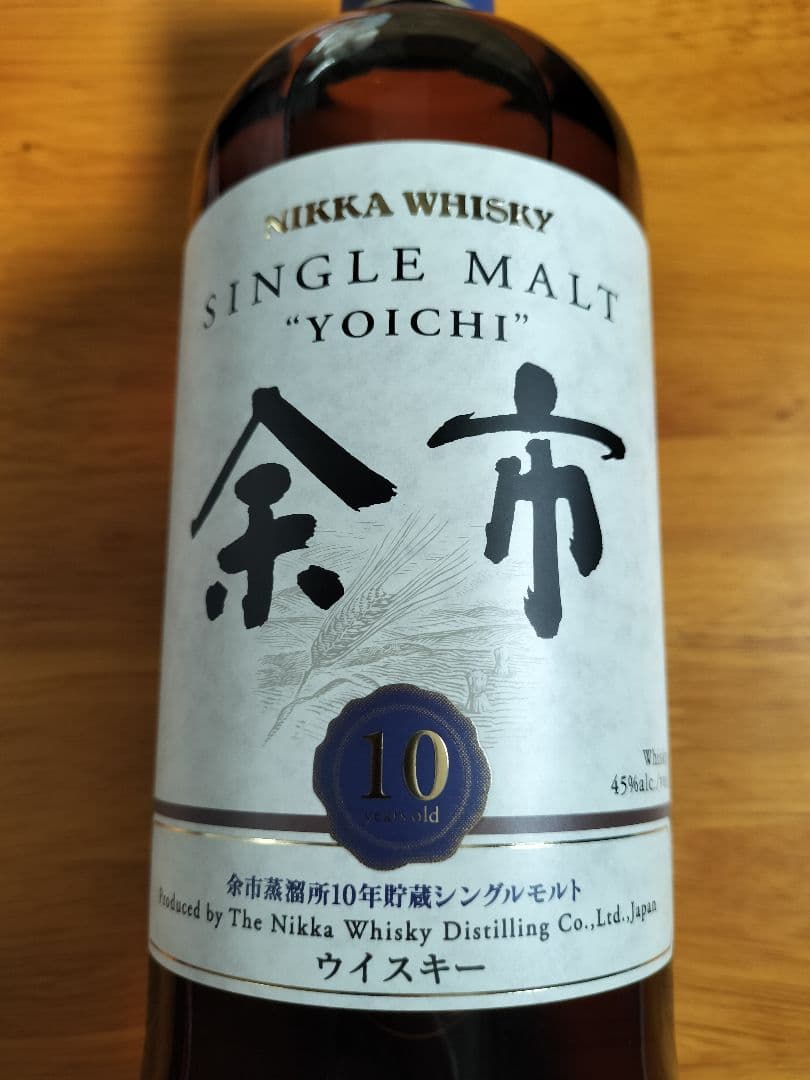 NIKKA WHISKY
SINGLE MALT
“YOICHI”
余市
10
years old
45%alc.
余市蒸溜所10年貯蔵シングルモルト
Produced by The Nikka Whisky Distilling Co.,Ltd.,Japan
ウイスキー